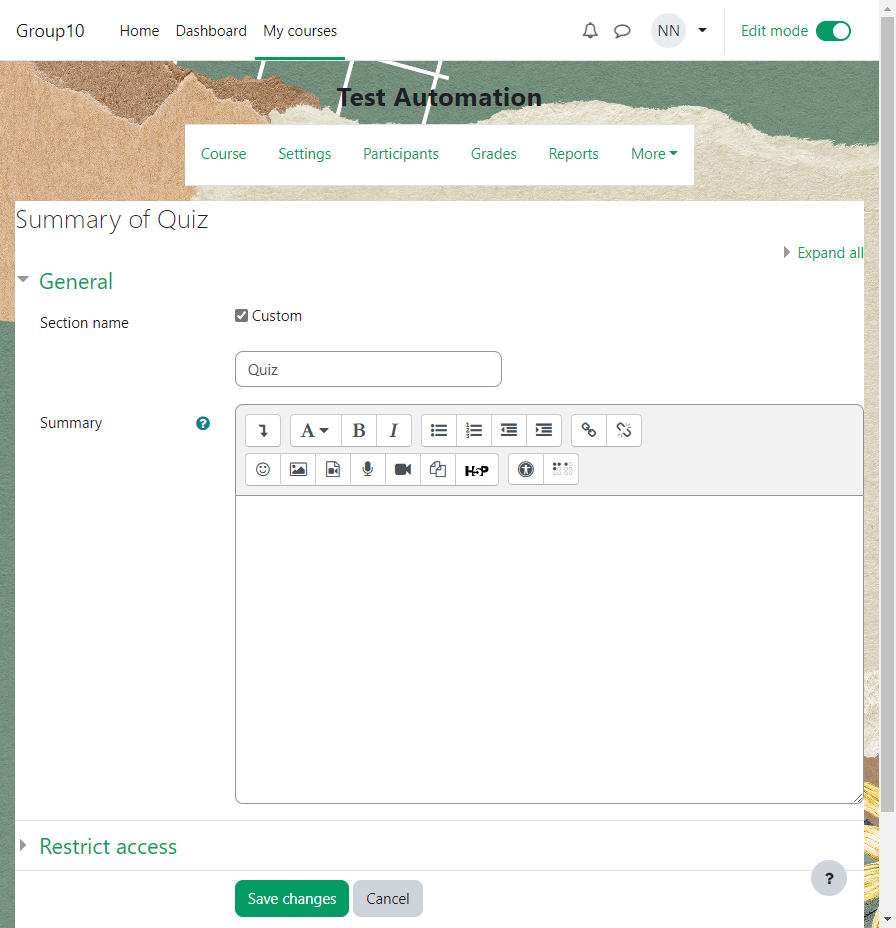 Group10 Home Dashboard My courses NN Edit mode
Test Automation
Course Settings Participants Grades Reports More
Summary of Quiz
Expand all
General
Section name Custom
Quiz
Summary ?
A B I
H5P
Restrict access
?
Save changes Cancel